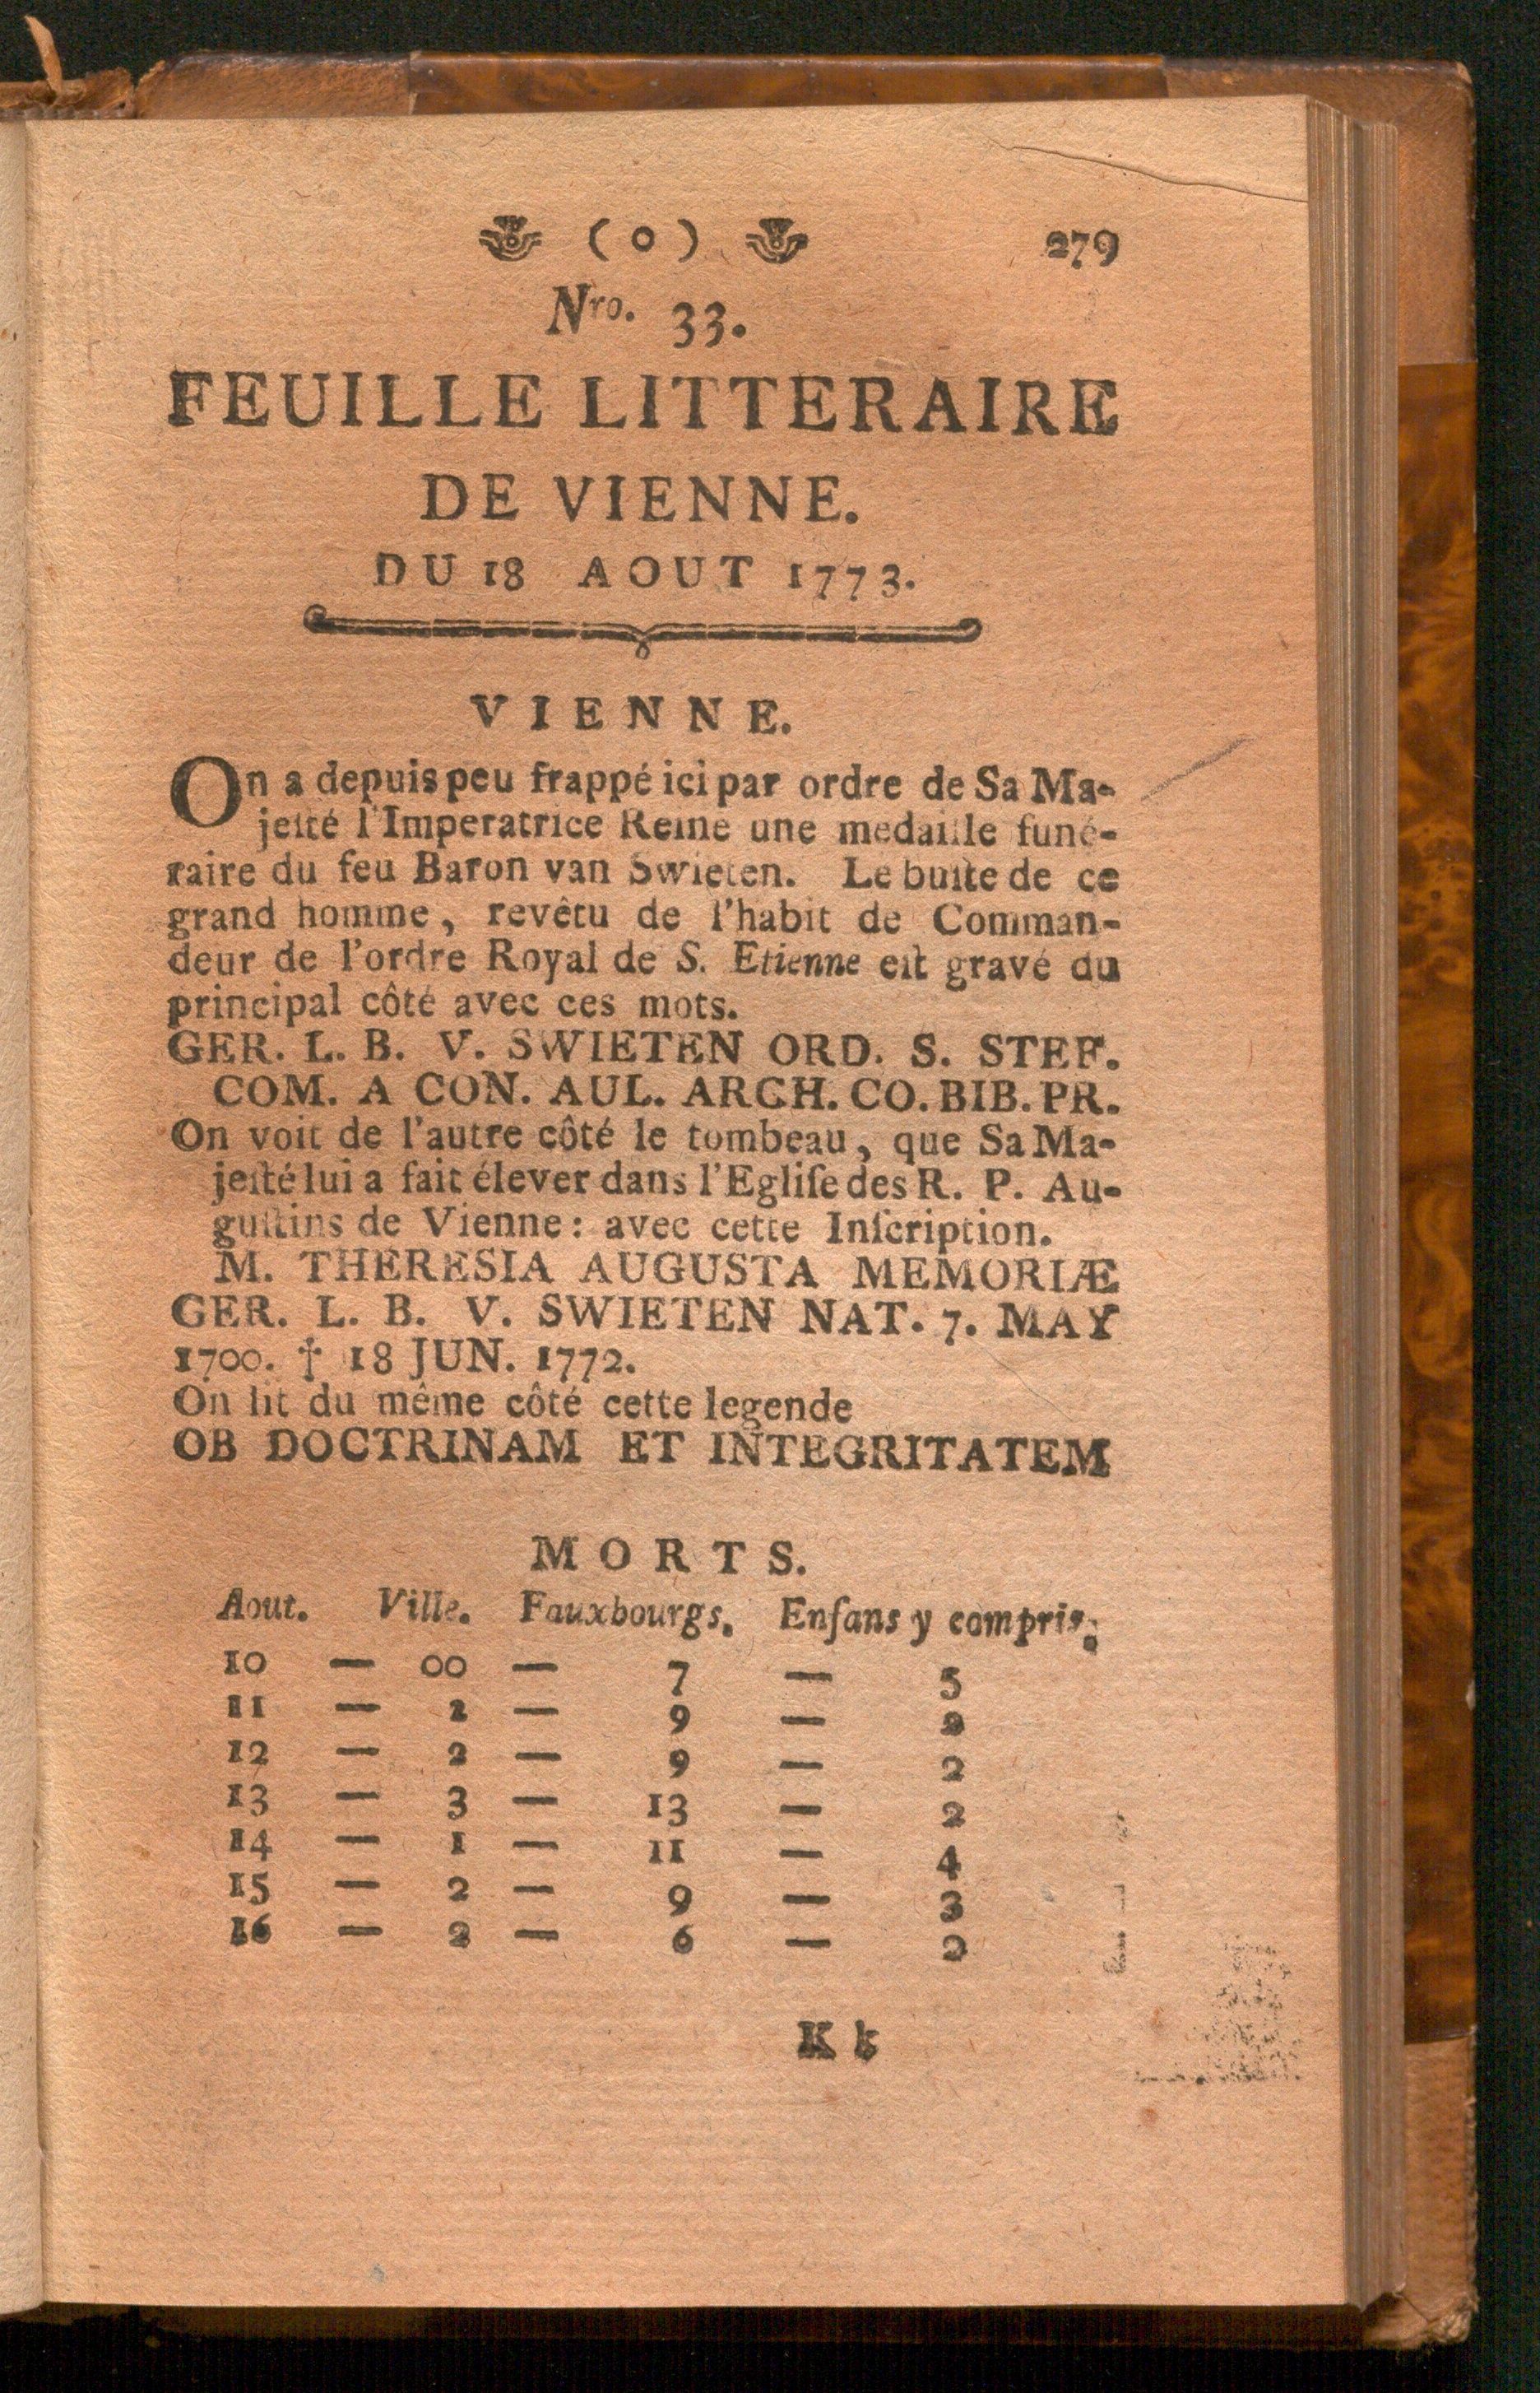 ( o ) 279
Nro. 33.
FEUILLE LITTERAIRE
DE VIENNE.
DU 18 AOUT 1773.
VIENNE.
On a depuis peu frappé ici par ordre de Sa Ma-
jeſté l'Imperatrice Reine une medaille funé-
raire du feu Baron van Swieten. Le buſte de ce
grand homme, revêtu de l'habit de Comman-
deur de l'ordre Royal de S. Etienne eſt gravé du
principal côté avec ces mots.
GER. L. B. V. SWIETEN ORD. S. STEF.
COM. A CON. AUL. ARCH. CO. BIB. PR.
On voit de l'autre côté le tombeau, que Sa Ma-
jeſté lui a fait élever dans l'Egliſe des R. P. Au-
guſtins de Vienne: avec cette Inſcription.
M. THERESIA AUGUSTA MEMORIÆ
GER. L. B. V. SWIETEN NAT. 7. MAY
1700. † 18 JUN. 1772.
On lit du même côté cette legende
OB DOCTRINAM ET INTEGRITATEM
MORTS.
Aout. Ville. Fauxbourgs. Enſans y compris.
10 — 00 — 7 — 5
11 — 2 — 9 —
12 — 2 — 9 — 2
13 — 3 — 13 — 2
14 — 1 — 11 — 4
15 — 2 — 9 — 3
16 — 2 — 6 —
K k